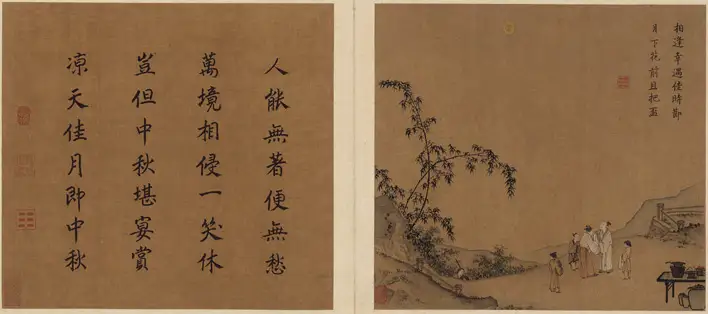 相逢幸遇佳時節
月下花前且把盃
人能無著便無愁
萬境相侵一笑休
豈但中秋堪宴賞
凉天佳月即中秋